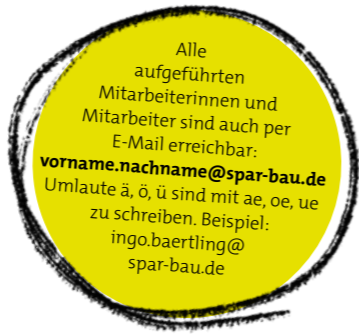 Alle
aufgeführten
Mitarbeiterinnen und
Mitarbeiter sind auch per
E-Mail erreichbar:
vorname.nachname@spar-bau.de
Umlaute ä, ö, ü sind mit ae, oe, ue
zu schreiben. Beispiel:
ingo.baertling@
spar-bau.de